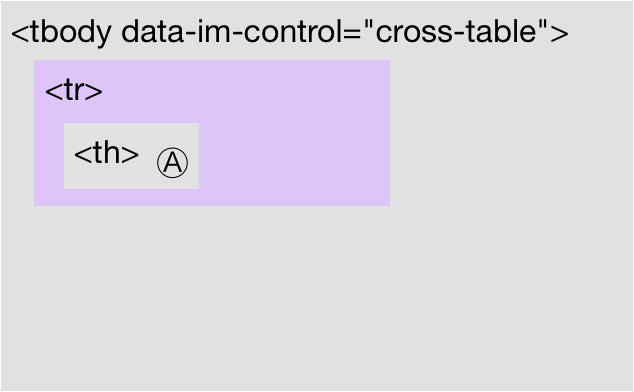 <tbody data-im-control="cross-table">
<tr>
<th> Ⓐ